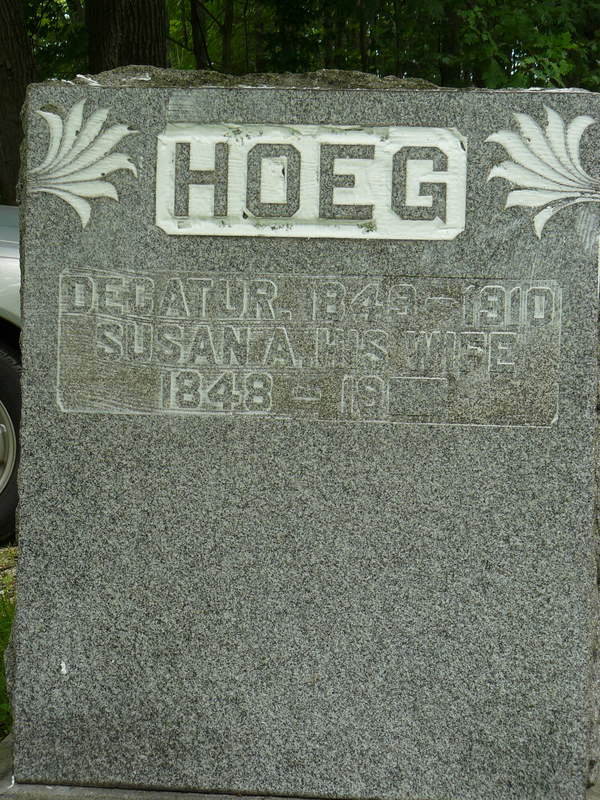 HOEG
DECATUR. 1849 - 1910
SUSAN A. HIS WIFE
1848 - 19